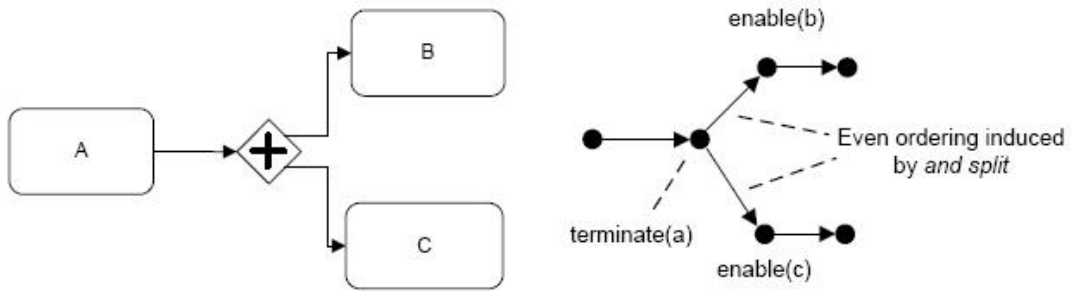 A
B
C
enable(b)
Even ordering induced
by and split
terminate(a)
enable(c)